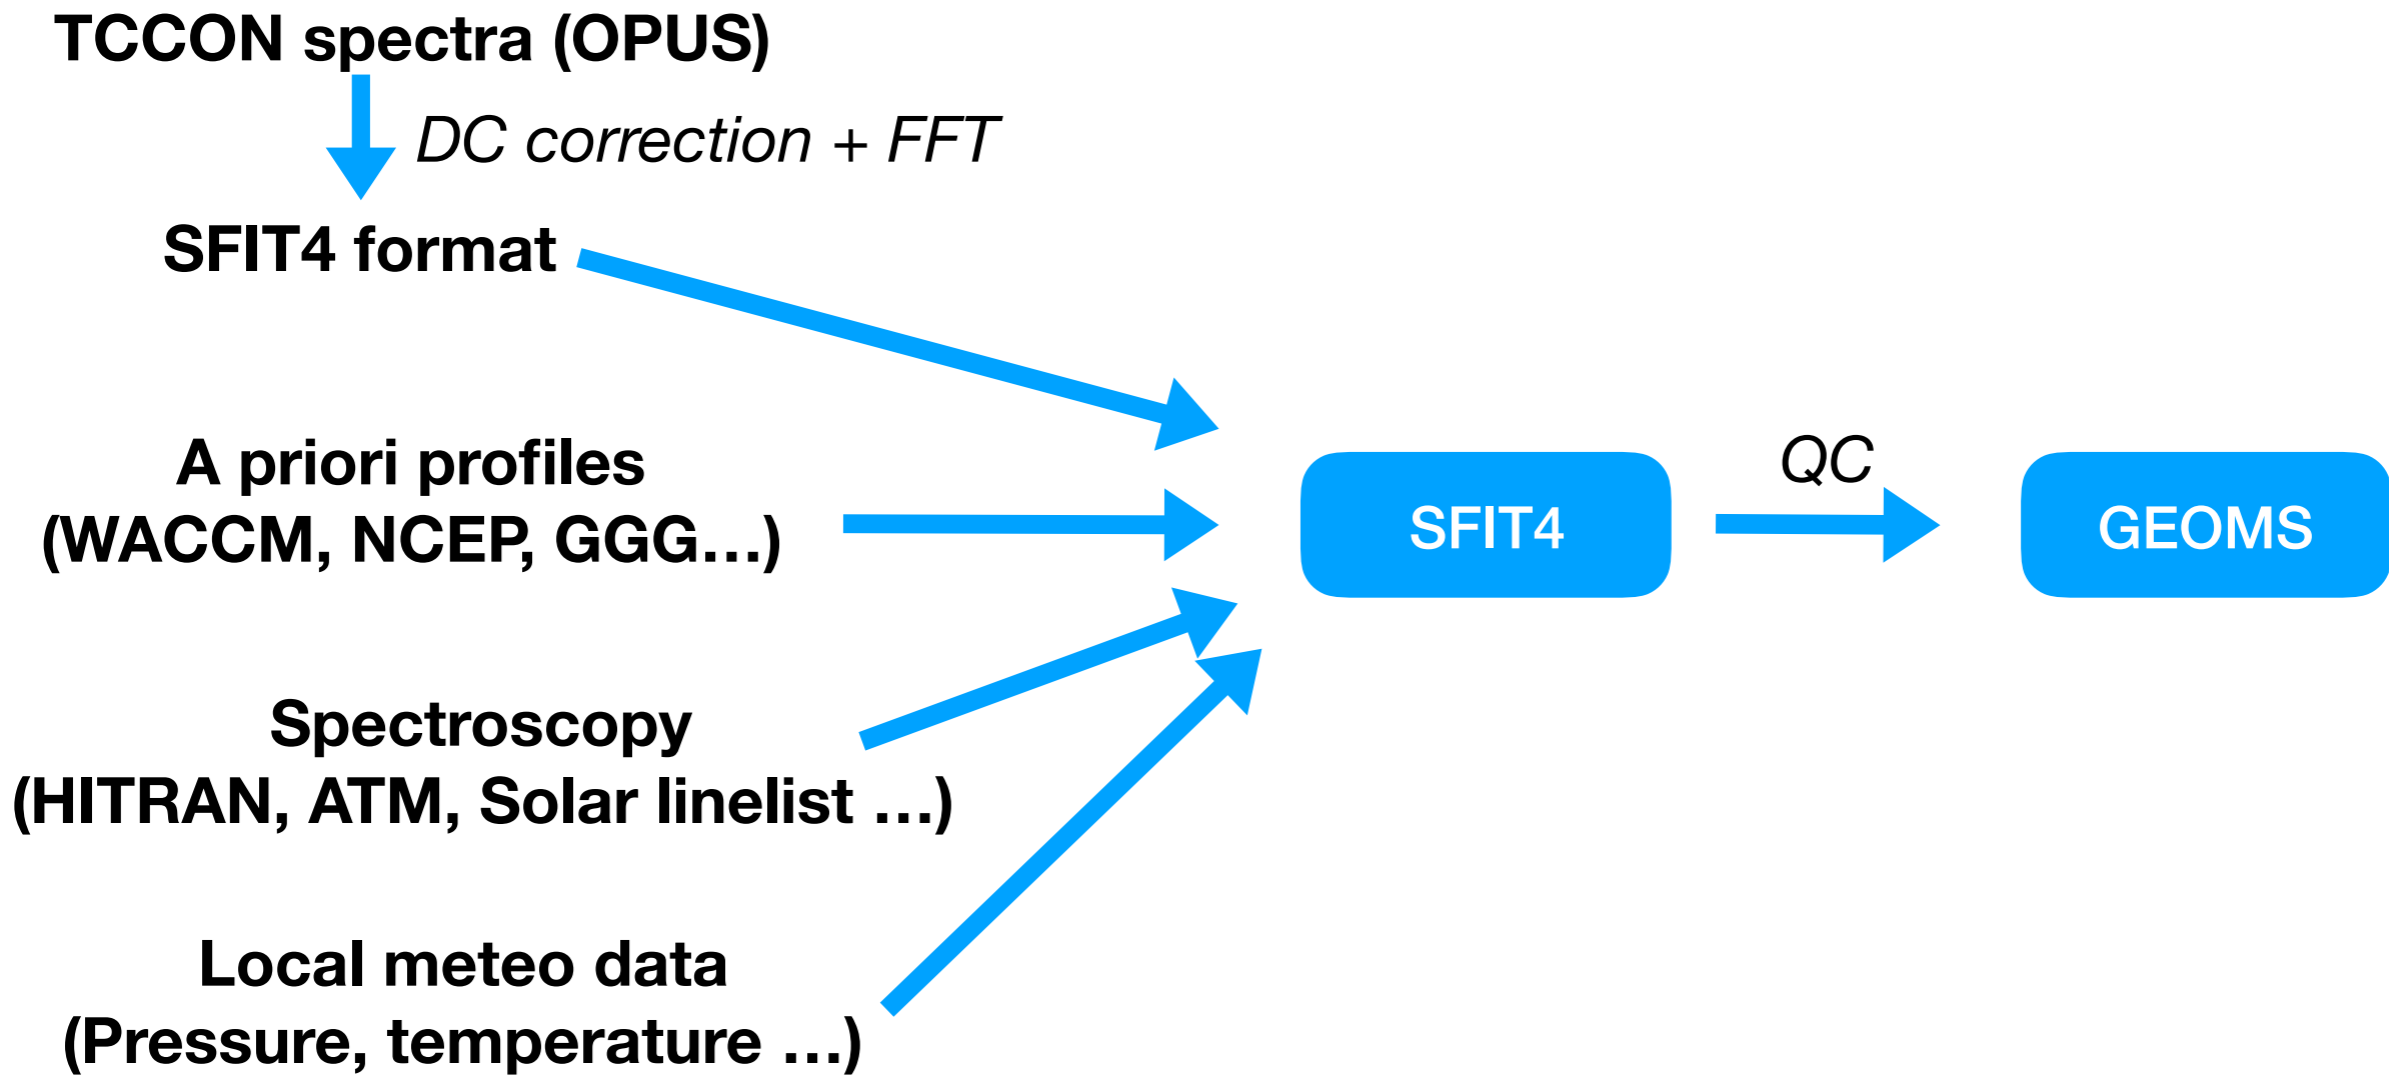 TCCON spectra (OPUS)
DC correction + FFT
SFIT4 format
A priori profiles
(WACCM, NCEP, GGG…)
Spectroscopy
(HITRAN, ATM, Solar linelist …)
Local meteo data
(Pressure, temperature …)
SFIT4
QC
GEOMS